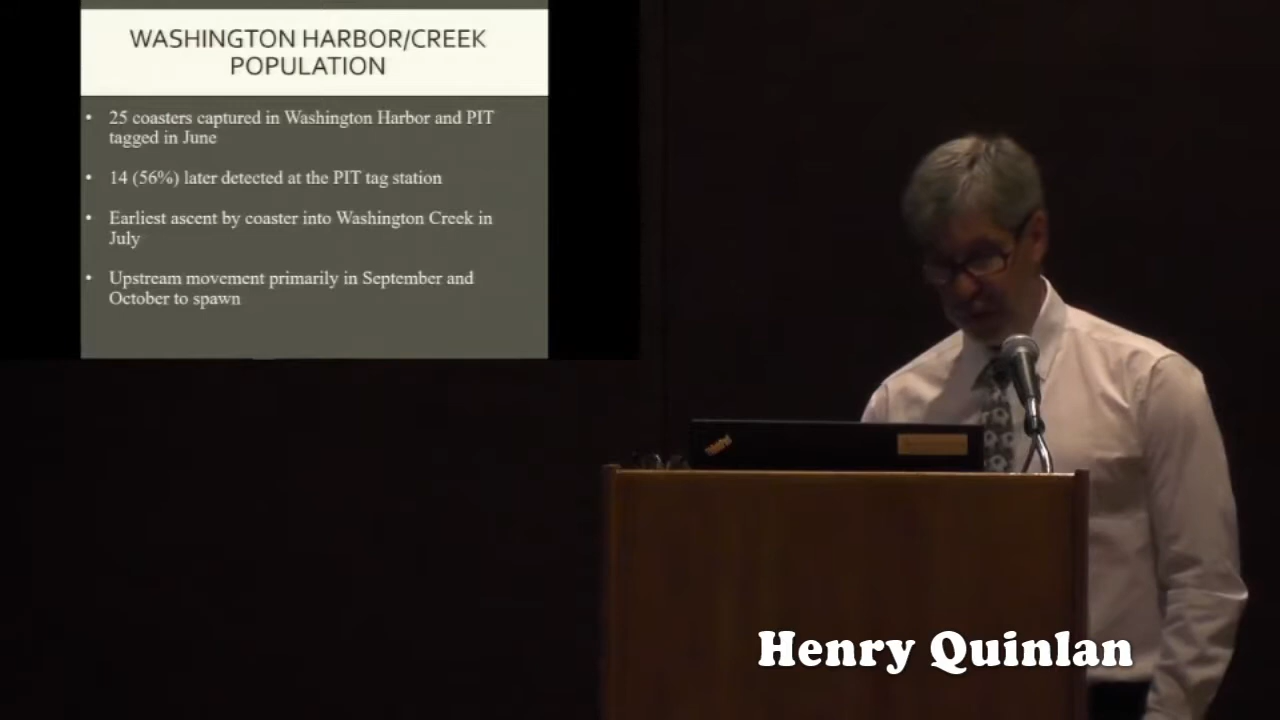 WASHINGTON HARBOR/CREEK
POPULATION
• 25 coasters captured in Washington Harbor and PIT
tagged in June
• 14 (56%) later detected at the PIT tag station
• Earliest ascent by coaster into Washington Creek in
July
• Upstream movement primarily in September and
October to spawn
ThinkPad
Henry Quinlan